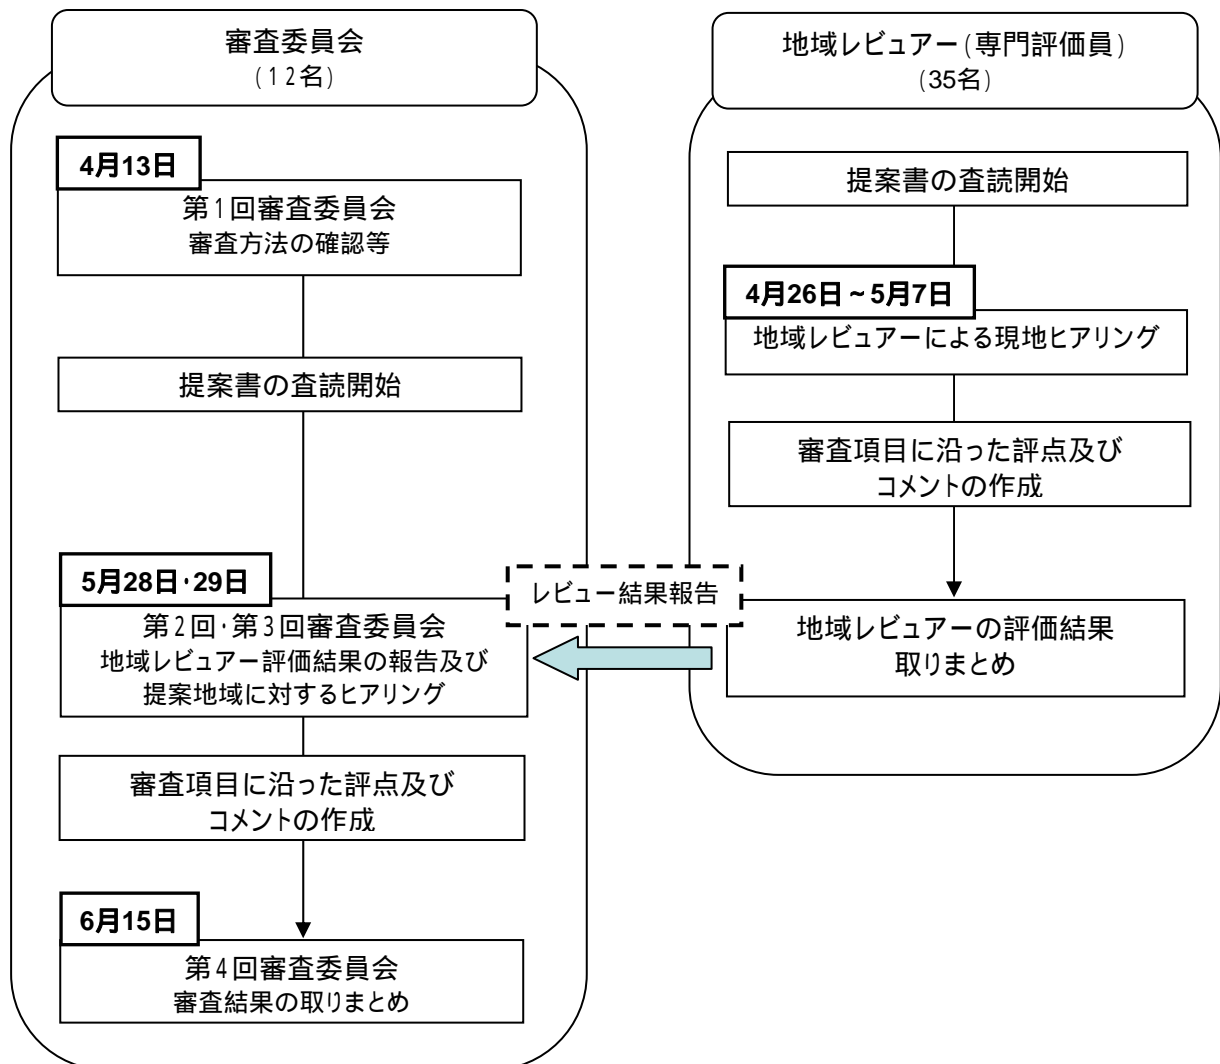 審査委員会
(12名)
4月13日
第1回審査委員会
審査方法の確認等
提案書の査読開始
5月28日・29日
第2回・第3回審査委員会
地域レビュアー評価結果の報告及び
提案地域に対するヒアリング
審査項目に沿った評点及び
コメントの作成
6月15日
第4回審査委員会
審査結果の取りまとめ
レビュー結果報告
地域レビュアー(専門評価員)
(35名)
提案書の査読開始
4月26日~5月7日
地域レビュアーによる現地ヒアリング
審査項目に沿った評点及び
コメントの作成
地域レビュアーの評価結果
取りまとめ